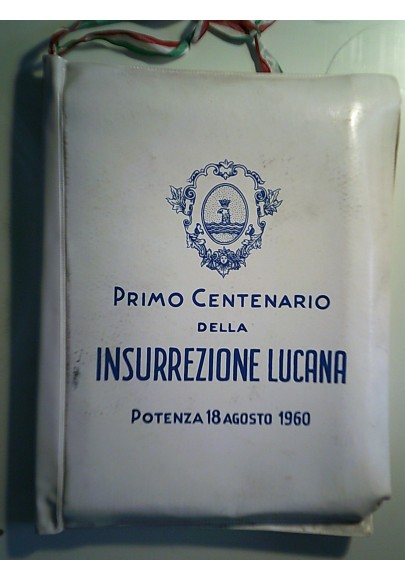 PRIMO CENTENARIO
DELLA
INSURREZIONE LUCANA
POTENZA 18 AGOSTO 1960